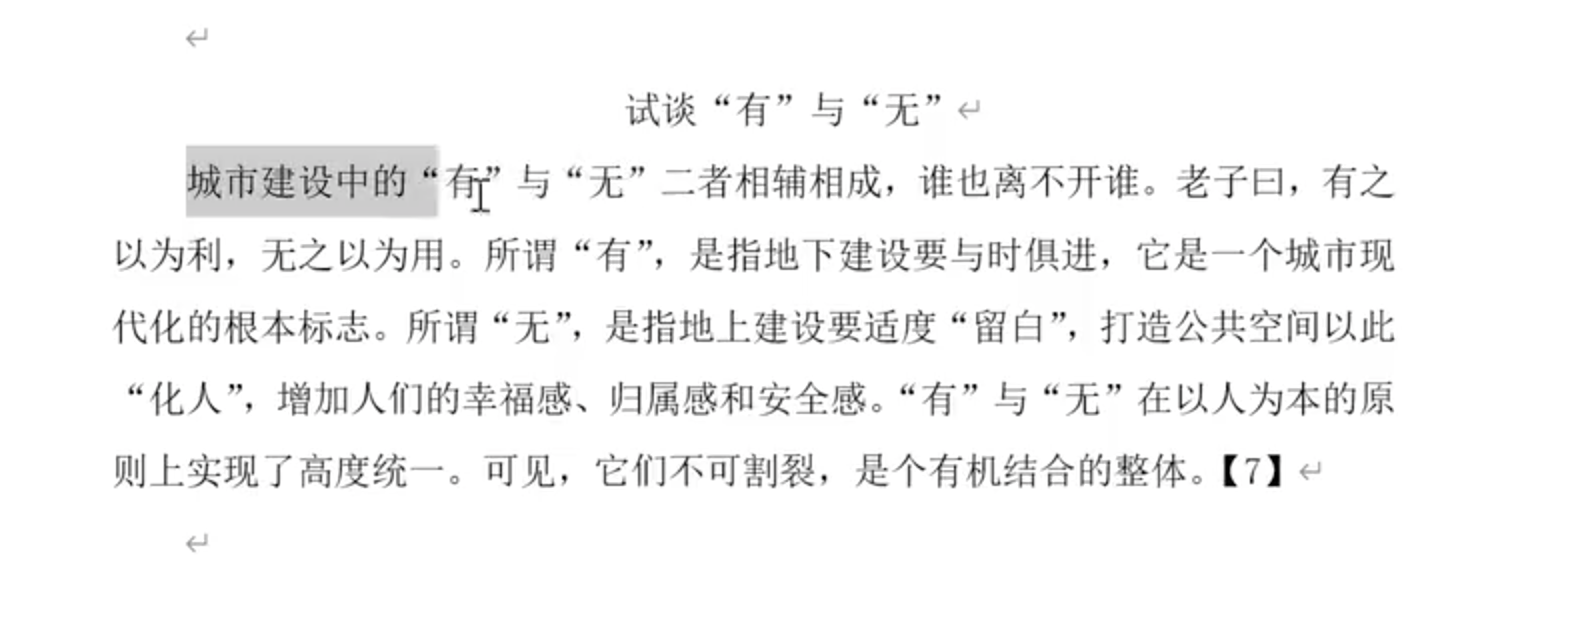 试谈“有”与“无”
城市建设中的“有”与“无”二者相辅相成，谁也离不开谁。老子曰，有之
以为利，无之以为用。所谓“有”，是指地下建设要与时俱进，它是一个城市现
代化的根本标志。所谓“无”，是指地上建设要适度“留白”，打造公共空间以此
“化人”，增加人们的幸福感、归属感和安全感。“有”与“无”在以人为本的原
则上实现了高度统一。可见，它们不可割裂，是个有机结合的整体。【7】